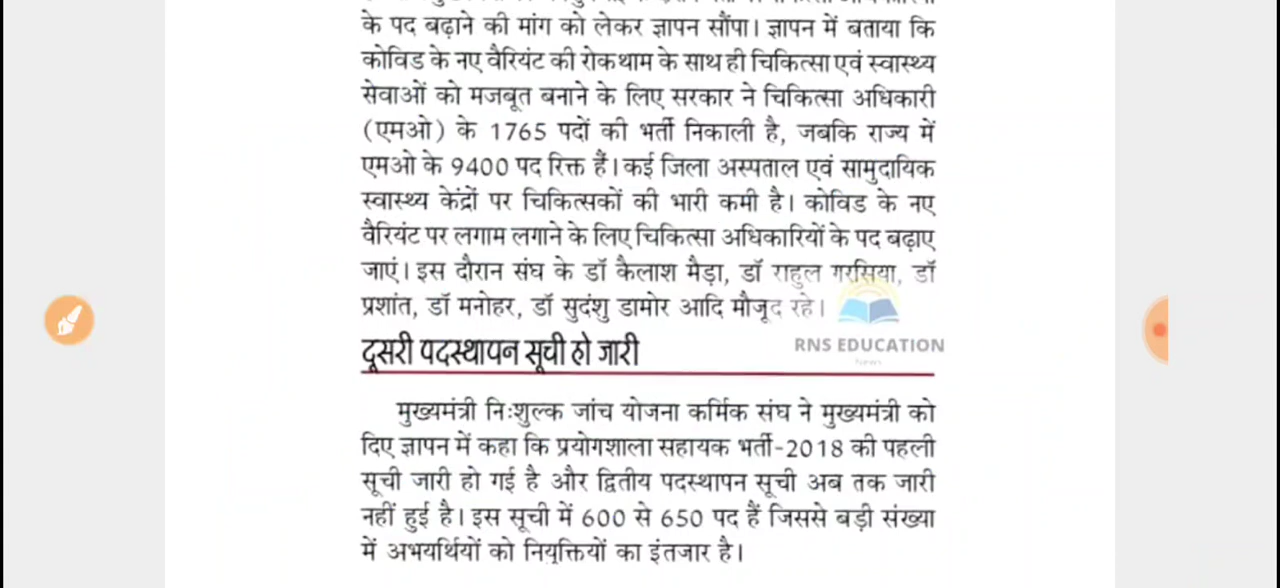 के पद बढ़ाने की मांग को लेकर ज्ञापन सौंपा। ज्ञापन में बताया कि
कोविड के नए वैरियंट की रोकथाम के साथ ही चिकित्सा एवं स्वास्थ्य
सेवाओं को मजबूत बनाने के लिए सरकार ने चिकित्सा अधिकारी
(एमओ) के 1765 पदों की भर्ती निकाली है, जबकि राज्य में
एमओ के 9400 पद रिक्त हैं। कई जिला अस्पताल एवं सामुदायिक
स्वास्थ्य केंद्रों पर चिकित्सकों की भारी कमी है। कोविड के नए
वैरियंट पर लगाम लगाने के लिए चिकित्सा अधिकारियों के पद बढ़ाए
जाएं। इस दौरान संघ के डॉ कैलाश मैड़ा, डॉ राहुल गरसिया, डॉ
प्रशांत, डॉ मनोहर, डॉ सुदंशु डामोर आदि मौजूद रहे।
दूसरी पदस्थापन सूची हो जारी
RNS EDUCATION
News
मुख्यमंत्री निःशुल्क जांच योजना कर्मिक संघ ने मुख्यमंत्री को
दिए ज्ञापन में कहा कि प्रयोगशाला सहायक भर्ती-2018 की पहली
सूची जारी हो गई है और द्वितीय पदस्थापन सूची अब तक जारी
नहीं हुई है। इस सूची में 600 से 650 पद हैं जिससे बड़ी संख्या
में अभयर्थियों को नियुक्तियों का इंतजार है।